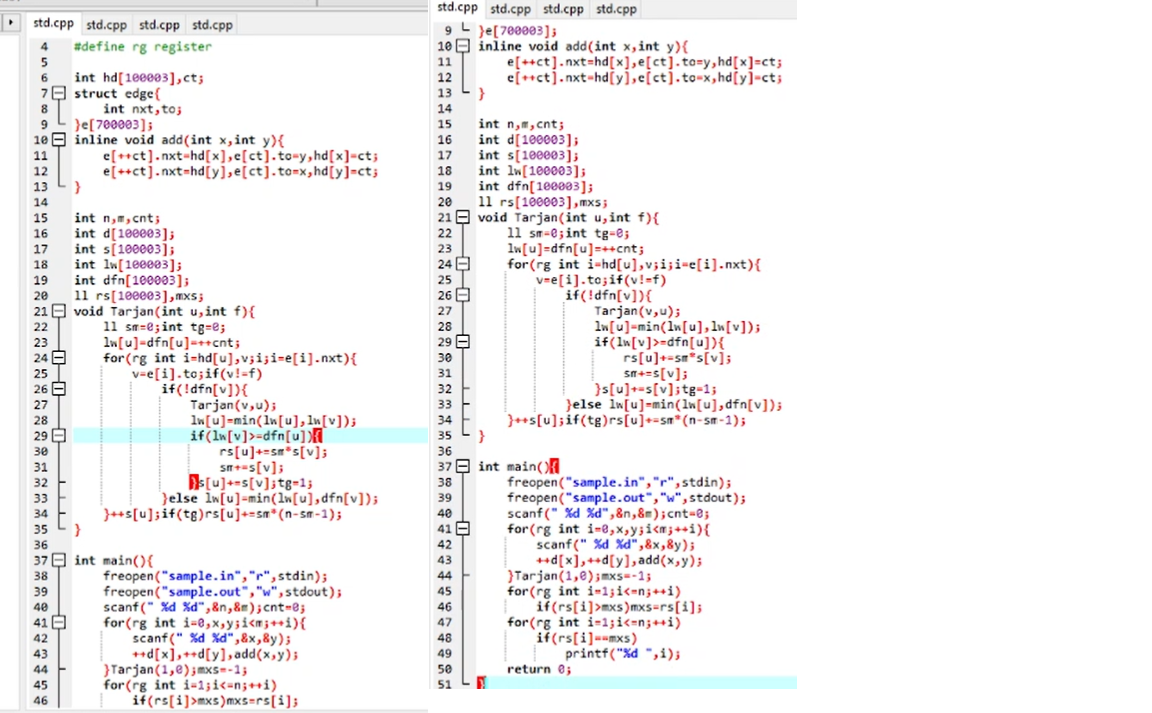 std.cpp std.cpp std.cpp std.cpp
4 #define rg register
5
6 int hd[100003],ct;
7 struct edge{
8 int nxt,to;
9 }e[700003];
10 inline void add(int x,int y){
11 e[++ct].nxt=hd[x],e[ct].to=y,hd[x]=ct;
12 e[++ct].nxt=hd[y],e[ct].to=x,hd[y]=ct;
13 }
14
15 int n,m,cnt;
16 int d[100003];
17 int s[100003];
18 int lw[100003];
19 int dfn[100003];
20 ll rs[100003],mxs;
21 void Tarjan(int u,int f){
22 ll sm=0;int tg=0;
23 lw[u]=dfn[u]=++cnt;
24 for(rg int i=hd[u],v;i;i=e[i].nxt){
25 v=e[i].to;if(v!=f)
26 if(!dfn[v]){
27 Tarjan(v,u);
28 lw[u]=min(lw[u],lw[v]);
29 if(lw[v]>=dfn[u]){
30 rs[u]+=sm*s[v];
31 sm+=s[v];
32 }s[u]+=s[v];tg=1;
33 }else lw[u]=min(lw[u],dfn[v]);
34 }++s[u];if(tg)rs[u]+=sm*(n-sm-1);
35 }
36
37 int main(){
38 freopen("sample.in","r",stdin);
39 freopen("sample.out","w",stdout);
40 scanf(" %d %d",&n,&m);cnt=0;
41 for(rg int i=0,x,y;i<m;++i){
42 scanf(" %d %d",&x,&y);
43 ++d[x],++d[y],add(x,y);
44 }Tarjan(1,0);mxs=-1;
45 for(rg int i=1;i<=n;++i)
46 if(rs[i]>mxs)mxs=rs[i];
std.cpp std.cpp std.cpp std.cpp
9 }e[700003];
10 inline void add(int x,int y){
11 e[++ct].nxt=hd[x],e[ct].to=y,hd[x]=ct;
12 e[++ct].nxt=hd[y],e[ct].to=x,hd[y]=ct;
13 }
14
15 int n,m,cnt;
16 int d[100003];
17 int s[100003];
18 int lw[100003];
19 int dfn[100003];
20 ll rs[100003],mxs;
21 void Tarjan(int u,int f){
22 ll sm=0;int tg=0;
23 lw[u]=dfn[u]=++cnt;
24 for(rg int i=hd[u],v;i;i=e[i].nxt){
25 v=e[i].to;if(v!=f)
26 if(!dfn[v]){
27 Tarjan(v,u);
28 lw[u]=min(lw[u],lw[v]);
29 if(lw[v]>=dfn[u]){
30 rs[u]+=sm*s[v];
31 sm+=s[v];
32 }s[u]+=s[v];tg=1;
33 }else lw[u]=min(lw[u],dfn[v]);
34 }++s[u];if(tg)rs[u]+=sm*(n-sm-1);
35 }
36
37 int main(){
38 freopen("sample.in","r",stdin);
39 freopen("sample.out","w",stdout);
40 scanf(" %d %d",&n,&m);cnt=0;
41 for(rg int i=0,x,y;i<m;++i){
42 scanf(" %d %d",&x,&y);
43 ++d[x],++d[y],add(x,y);
44 }Tarjan(1,0);mxs=-1;
45 for(rg int i=1;i<=n;++i)
46 if(rs[i]>mxs)mxs=rs[i];
47 for(rg int i=1;i<=n;++i)
48 if(rs[i]==mxs)
49 printf("%d ",i);
50 return 0;
51 }